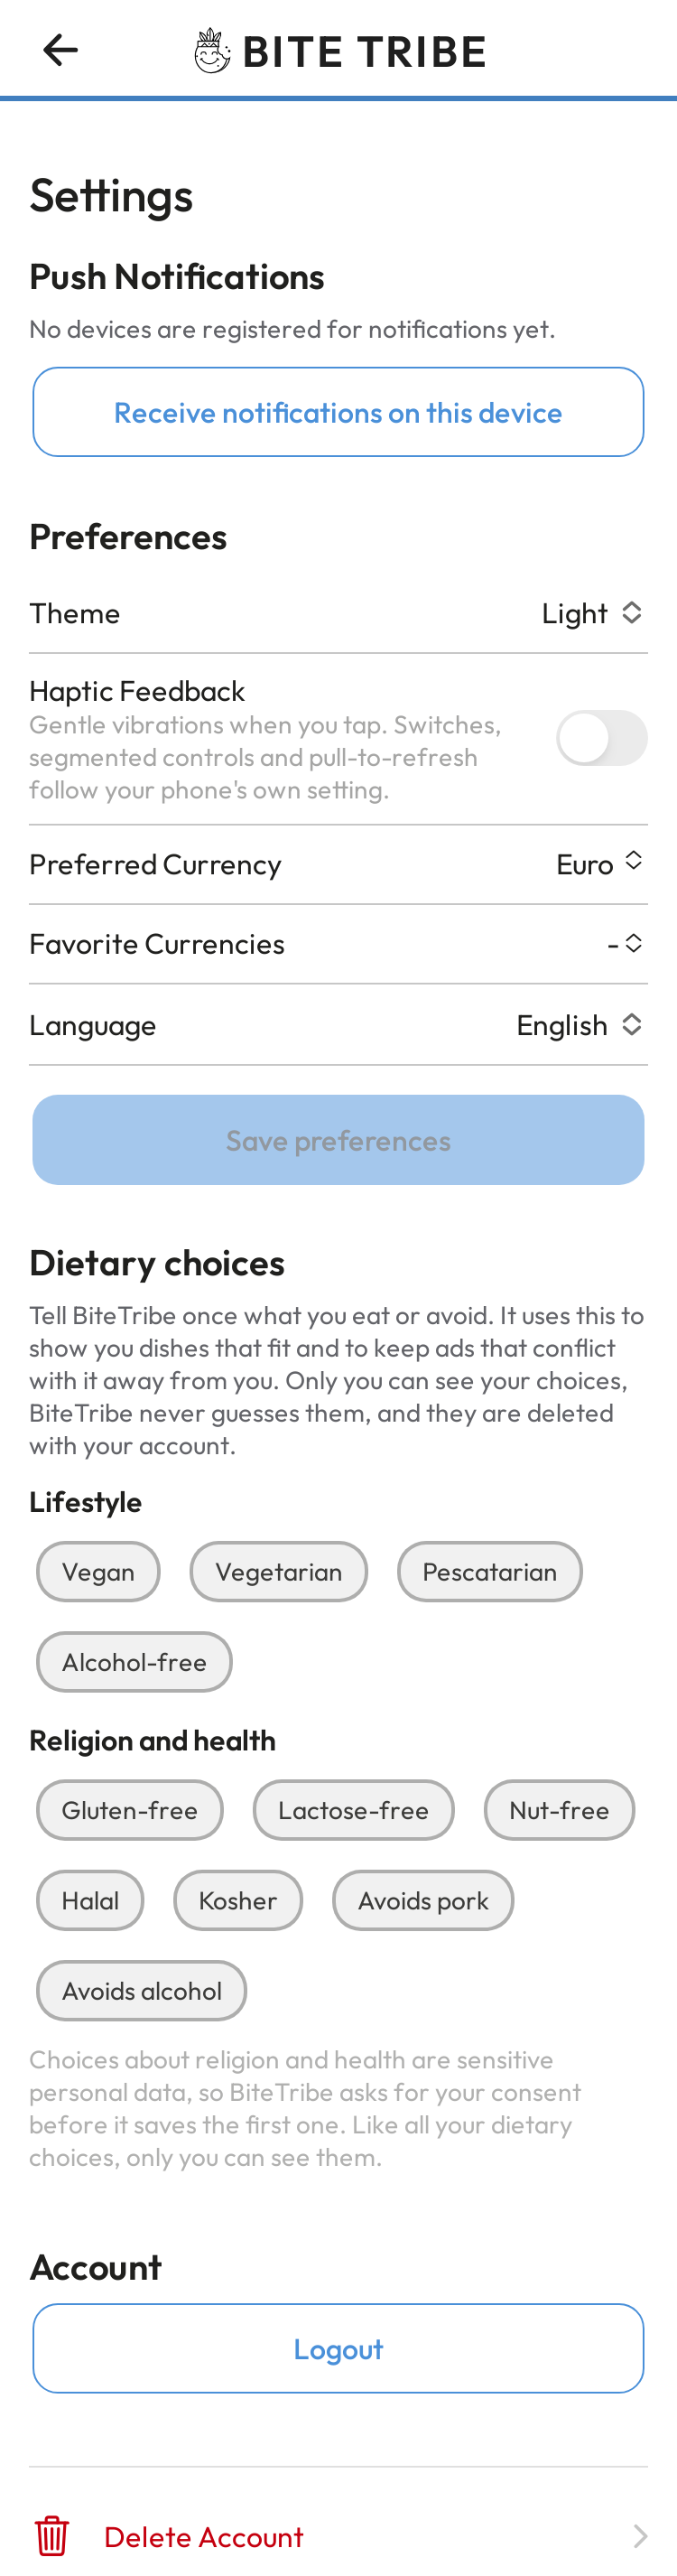 BITE TRIBE
Settings
Push Notifications
No devices are registered for notifications yet.
Receive notifications on this device
Preferences
Theme
Light
Haptic Feedback
Gentle vibrations when you tap. Switches,
segmented controls and pull-to-refresh
follow your phone's own setting.
Preferred Currency
Euro
Favorite Currencies
-
Language
English
Save preferences
Dietary choices
Tell BiteTribe once what you eat or avoid. It uses this to
show you dishes that fit and to keep ads that conflict
with it away from you. Only you can see your choices,
BiteTribe never guesses them, and they are deleted
with your account.
Lifestyle
Vegan
Vegetarian
Pescatarian
Alcohol-free
Religion and health
Gluten-free
Lactose-free
Nut-free
Halal
Kosher
Avoids pork
Avoids alcohol
Choices about religion and health are sensitive
personal data, so BiteTribe asks for your consent
before it saves the first one. Like all your dietary
choices, only you can see them.
Account
Logout
Delete Account